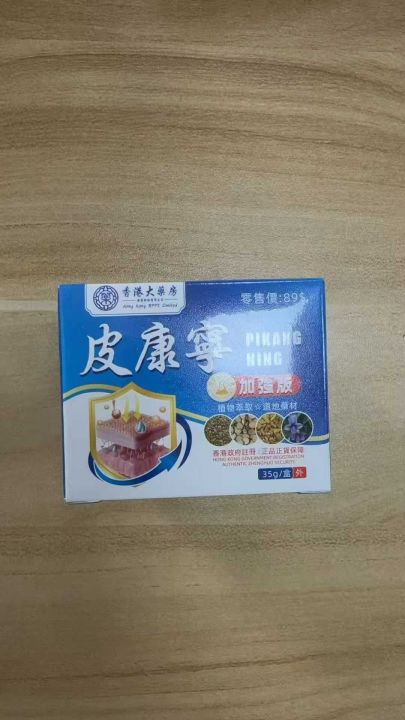 香港大藥房
Hong Kong BPPT Limited
零售價:89$
皮康寧
PIKANG
NING
加强版
植物萃取☆道地藥材
香港政府註冊:正品正貨保障
HONG KONG GOVERNMENT REGISTRATION
AUTHENTIC ZHENGHUO SECURITY
35g/盒 外